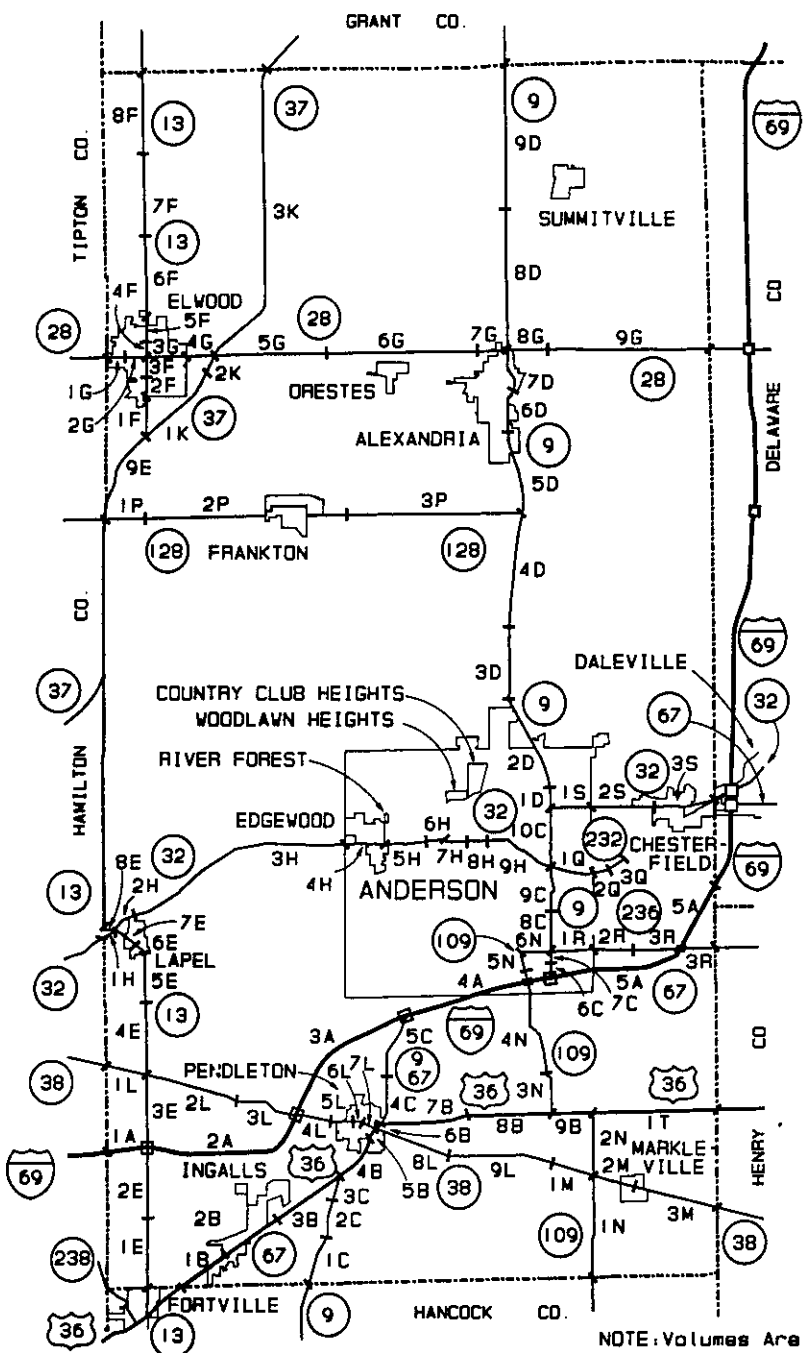 GRANT CO.
8F
13
37
9
9D
69
TIPTON CO.
7F
3K
SUMMITVILLE
13
6F
8D
4F
ELWOOD
5F
28
28
3G
4G
5G
6G
7G
8G
9G
CO
1G
3F
2K
2F
ORESTES
7D
28
2G
1F
37
6D
1K
ALEXANDRIA
9
DELAWARE
9E
5D
1P
2P
3P
128
FRANKTON
128
4D
CO.
69
37
3D
DALEVILLE
COUNTRY CLUB HEIGHTS
9
67
32
WOODLAWN HEIGHTS
RIVER FOREST
2D
HAMILTON
32
3S
1S
2S
EDGEWOOD
6H
32
1D
10C
32
3H
5H
7H
8H
232
CHESTER-
FIELD
69
8E
2H
4H
9H
1Q
3Q
13
ANDERSON
2Q
7E
9C
5A
6E
8C
9
236
LAPEL
109
6N
1R
2R
3R
1H
5E
5N
3R
32
13
4A
5A
67
6C
7C
4E
3A
5C
69
4N
PENDLETON
9
67
109
CO
38
7L
36
36
1L
6L
3N
2L
5L
4C
3E
3L
7B
8B
9B
1T
1A
2A
4L
6B
2N
MARKLE-
VILLE
69
INGALLS
36
4B
8L
9L
2M
5B
38
1M
HENRY
2E
3C
2B
3B
2C
3M
1E
67
109
1N
38
1B
1C
238
FORTVILLE
36
13
9
HANCOCK CO.
NOTE:Volumes Are